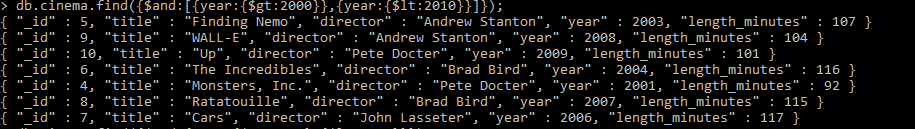 > db.cinema.find({$and:[{year:{$gt:2000}},{year:{$lt:2010}}]});
{ "_id" : 5, "title" : "Finding Nemo", "director" : "Andrew Stanton", "year" : 2003, "length_minutes" : 107 }
{ "_id" : 9, "title" : "WALL-E", "director" : "Andrew Stanton", "year" : 2008, "length_minutes" : 104 }
{ "_id" : 10, "title" : "Up", "director" : "Pete Docter", "year" : 2009, "length_minutes" : 101 }
{ "_id" : 6, "title" : "The Incredibles", "director" : "Brad Bird", "year" : 2004, "length_minutes" : 116 }
{ "_id" : 4, "title" : "Monsters, Inc.", "director" : "Pete Docter", "year" : 2001, "length_minutes" : 92 }
{ "_id" : 8, "title" : "Ratatouille", "director" : "Brad Bird", "year" : 2007, "length_minutes" : 115 }
{ "_id" : 7, "title" : "Cars", "director" : "John Lasseter", "year" : 2006, "length_minutes" : 117 }